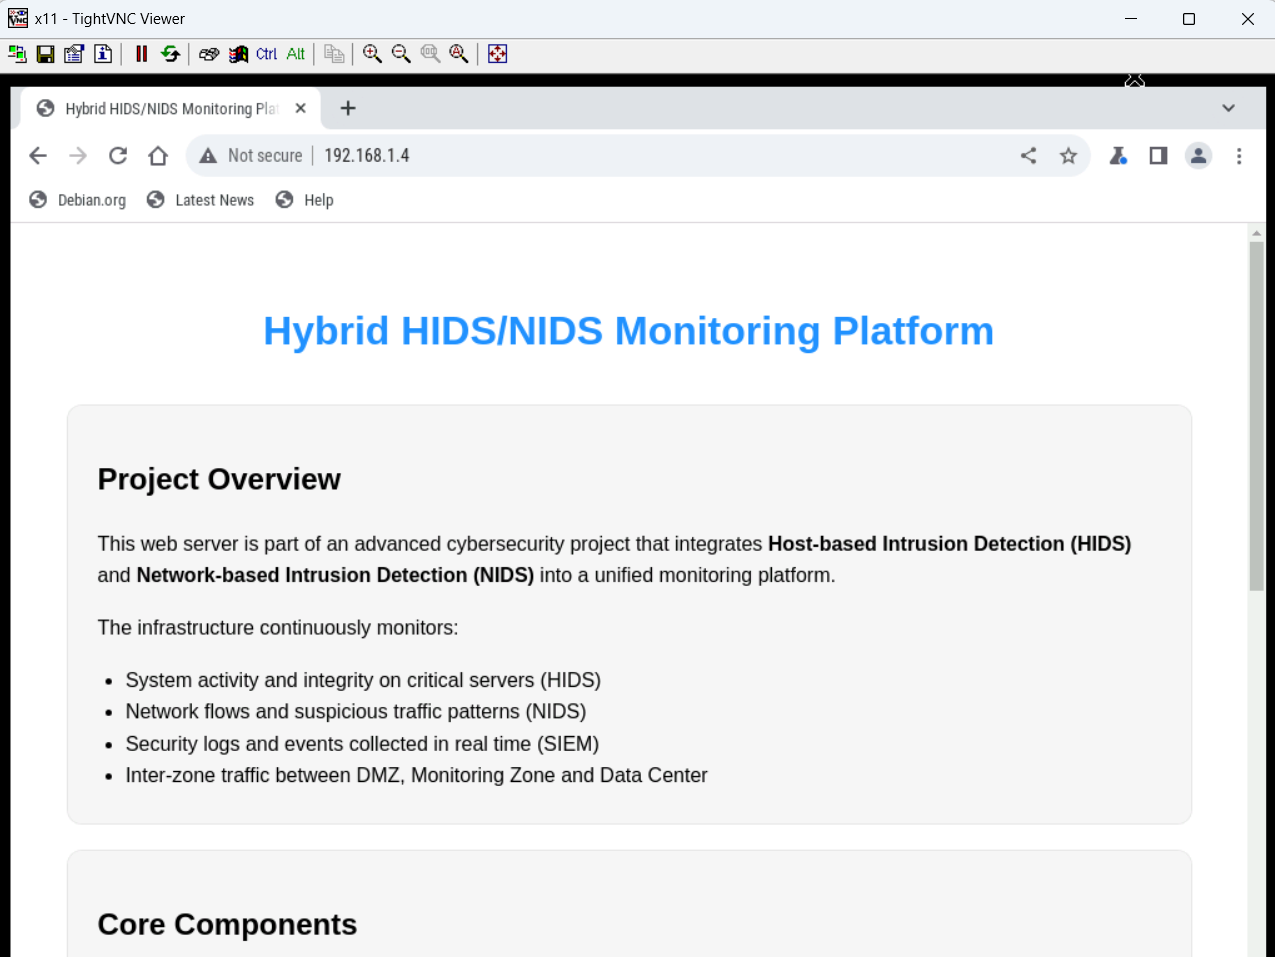 x11 - TightVNC Viewer
Ctrl Alt
Hybrid HIDS/NIDS Monitoring Pla
Not secure 192.168.1.4
Debian.org Latest News Help
Hybrid HIDS/NIDS Monitoring Platform
Project Overview
This web server is part of an advanced cybersecurity project that integrates Host-based Intrusion Detection (HIDS)
and Network-based Intrusion Detection (NIDS) into a unified monitoring platform.
The infrastructure continuously monitors:
System activity and integrity on critical servers (HIDS)
Network flows and suspicious traffic patterns (NIDS)
Security logs and events collected in real time (SIEM)
Inter-zone traffic between DMZ, Monitoring Zone and Data Center
Core Components